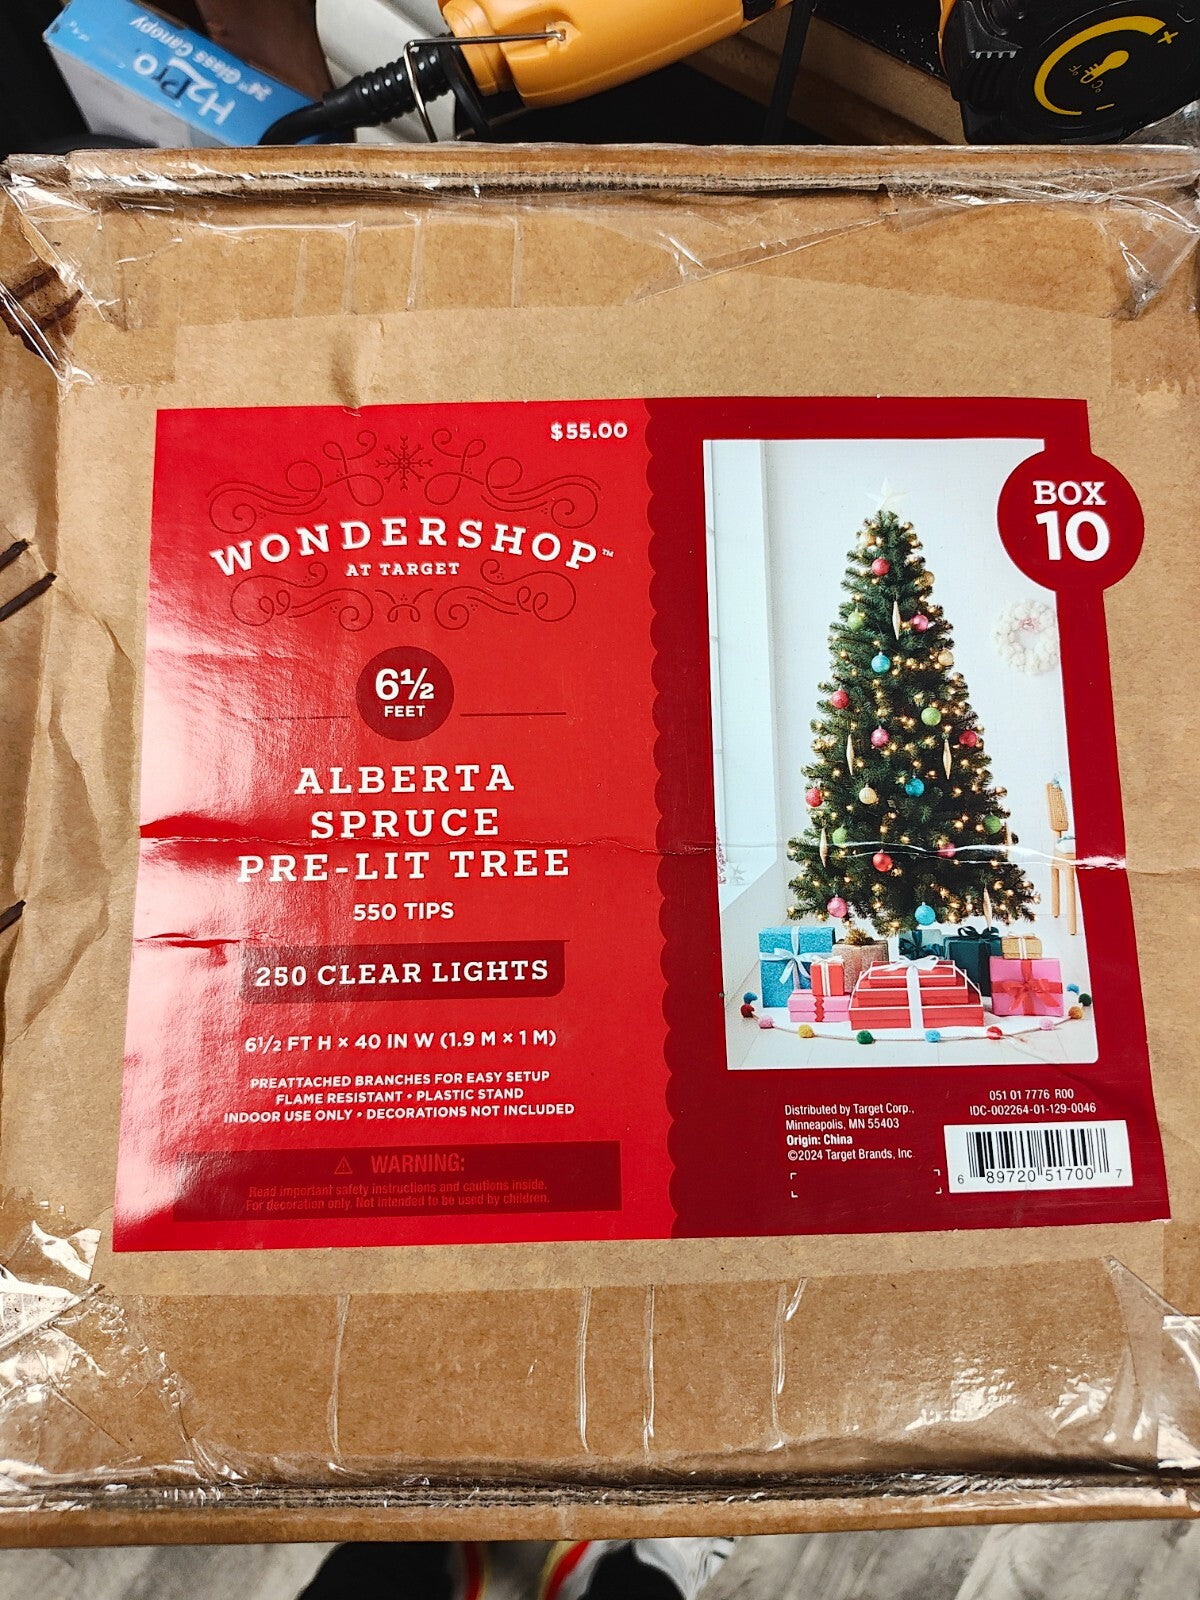 H2Pro
24" Glass Canopy
°F
°C
$55.00
WONDERSHOP™
AT TARGET
6½
FEET
ALBERTA
SPRUCE
PRE-LIT TREE
550 TIPS
250 CLEAR LIGHTS
6½ FT H × 40 IN W (1.9 M × 1 M)
PREATTACHED BRANCHES FOR EASY SETUP
FLAME RESISTANT • PLASTIC STAND
INDOOR USE ONLY • DECORATIONS NOT INCLUDED
⚠ WARNING:
Read important safety instructions and cautions inside.
For decoration only. Not intended to be used by children.
BOX
10
Distributed by Target Corp.,
Minneapolis, MN 55403
Origin: China
©2024 Target Brands, Inc.
051 01 7776 R00
IDC-002264-01-129-0046
6 89720 51700 7